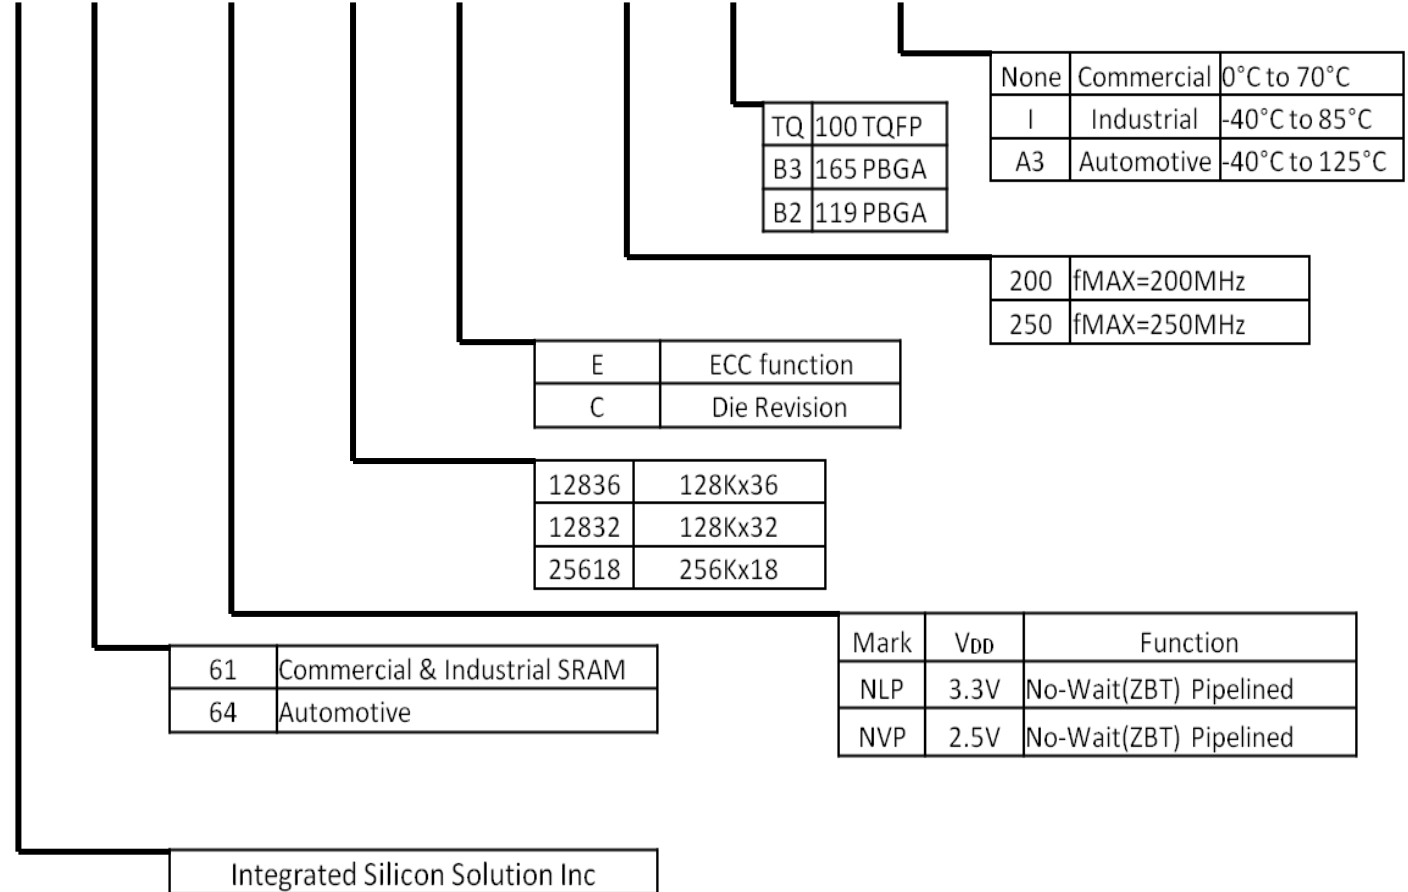 None Commercial 0°C to 70°C
I Industrial -40°C to 85°C
A3 Automotive -40°C to 125°C
TQ 100 TQFP
B3 165 PBGA
B2 119 PBGA
200 fMAX=200MHz
250 fMAX=250MHz
E ECC function
C Die Revision
12836 128Kx36
12832 128Kx32
25618 256Kx18
Mark VDD Function
NLP 3.3V No-Wait(ZBT) Pipelined
NVP 2.5V No-Wait(ZBT) Pipelined
61 Commercial & Industrial SRAM
64 Automotive
Integrated Silicon Solution Inc